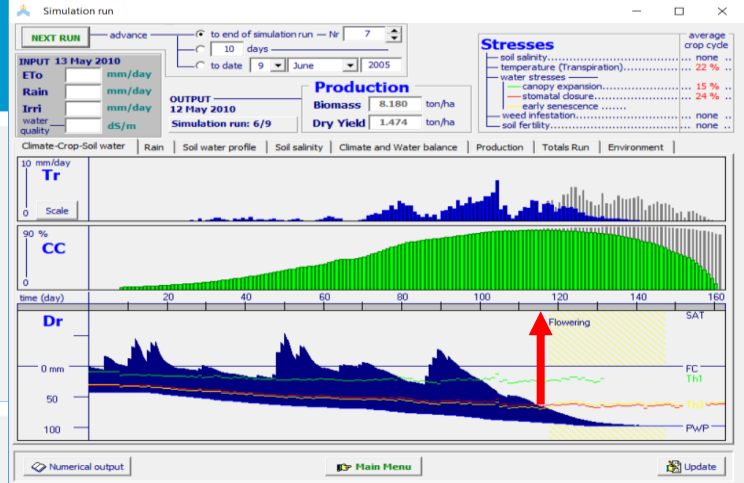 Simulation run
NEXT RUN
advance
to end of simulation run — Nr 7
10 days
to date 9 June 2005
INPUT 13 May 2010
ETo mm/day
Rain mm/day
Irri mm/day
water quality dS/m
OUTPUT
12 May 2010
Simulation run: 6/9
Production
Biomass 8.180 ton/ha
Dry Yield 1.474 ton/ha
Stresses
average
crop cycle
soil salinity none
temperature (Transpiration) 22 %
water stresses
canopy expansion 15 %
stomatal closure 24 %
early senescence
weed infestation none
soil fertility none
Climate-Crop-Soil water Rain Soil water profile Soil salinity Climate and Water balance Production Totals Run Environment
10 mm/day
Tr
0
Scale
90 %
CC
0
time (day) 20 40 60 80 100 120 140 160
Dr
Flowering
SAT
0 mm
FC
Th1
50
100
PWP
Numerical output
Main Menu
Update